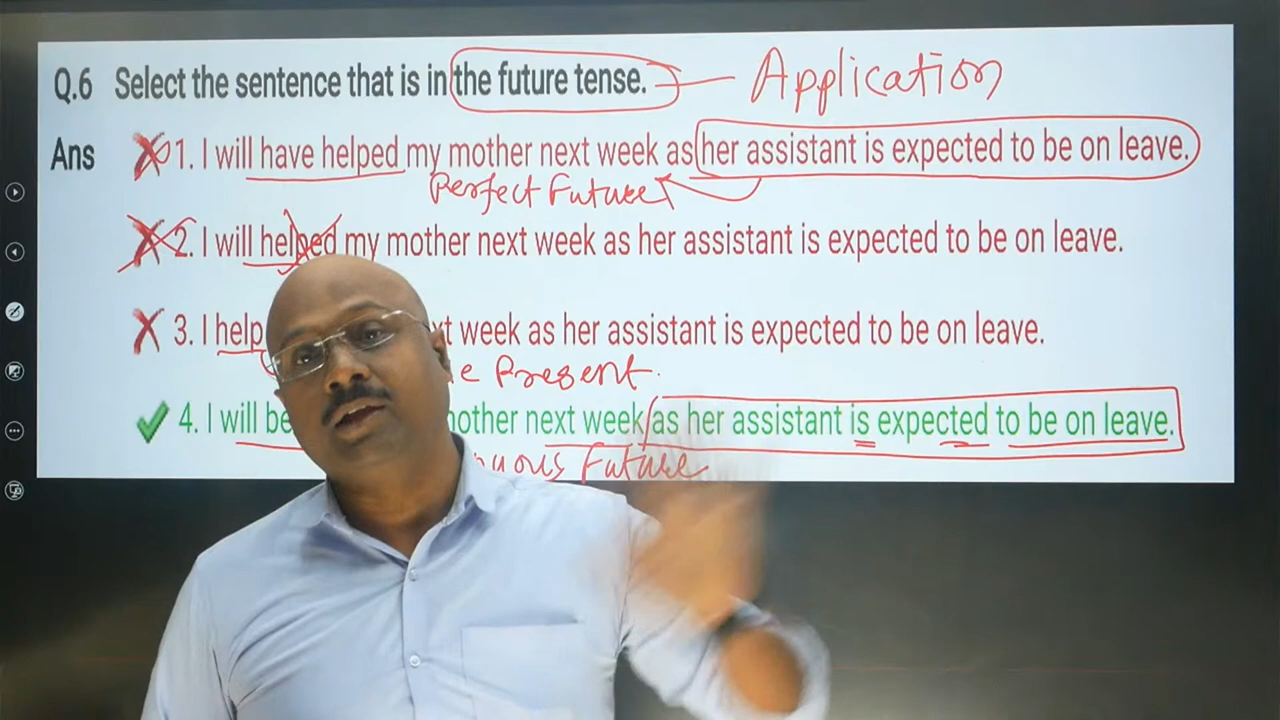 Q.6 Select the sentence that is in the future tense. — Application
Ans 1. I will have helped my mother next week as her assistant is expected to be on leave.
Perfect Future
2. I will helped my mother next week as her assistant is expected to be on leave.
3. I help week as her assistant is expected to be on leave.
Present.
4. I will be mother next week as her assistant is expected to be on leave.
Future